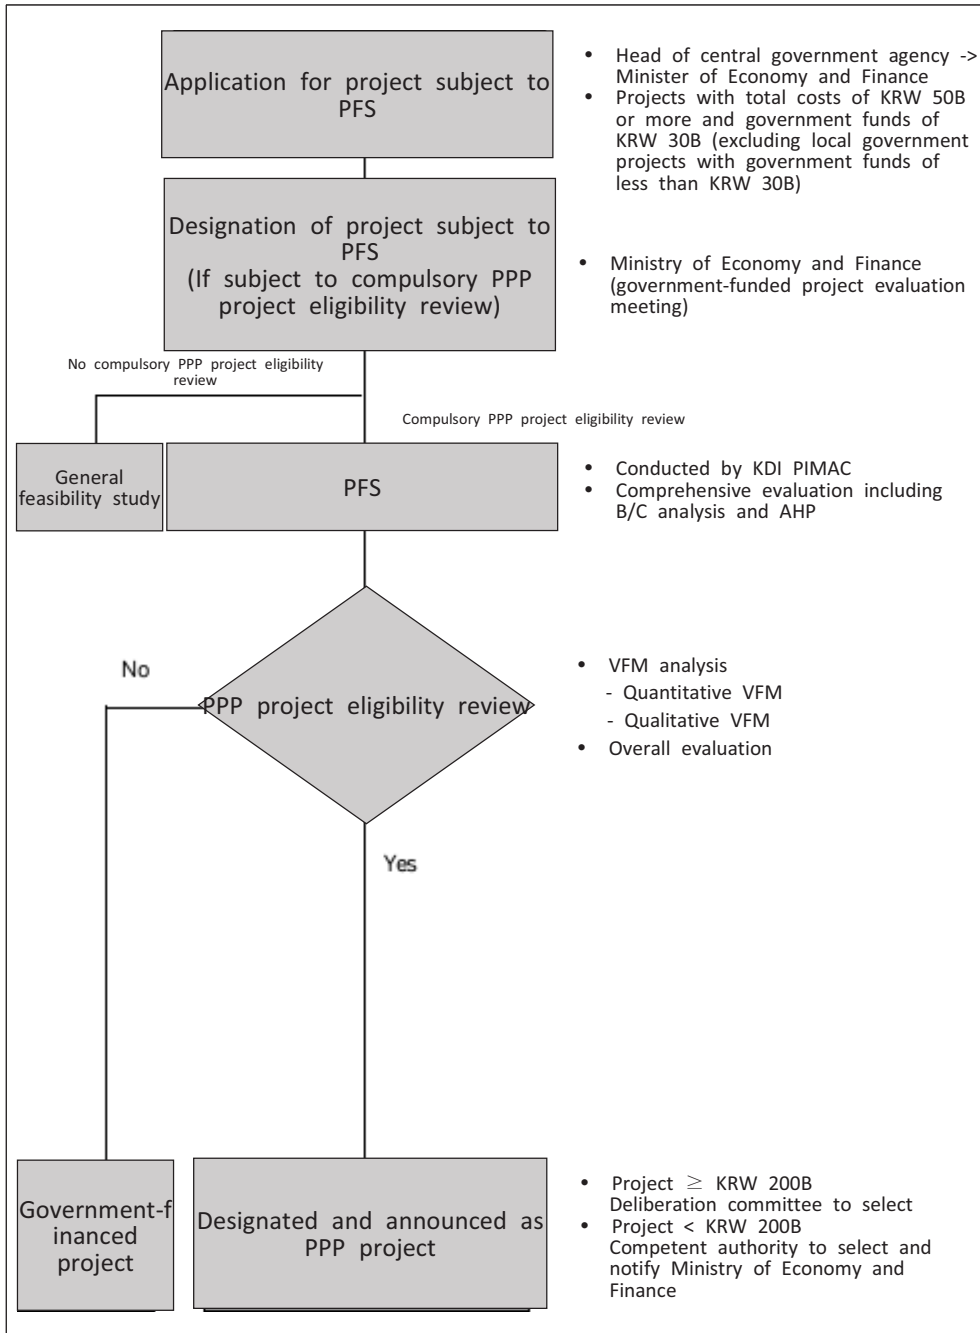 Application for project subject to
PFS
• Head of central government agency ->
Minister of Economy and Finance
• Projects with total costs of KRW 50B
or more and government funds of
KRW 30B (excluding local government
projects with government funds of
less than KRW 30B)
Designation of project subject to
PFS
(If subject to compulsory PPP
project eligibility review)
• Ministry of Economy and Finance
(government-funded project evaluation
meeting)
No compulsory PPP project eligibility
review
Compulsory PPP project eligibility review
General
feasibility study
PFS
• Conducted by KDI PIMAC
• Comprehensive evaluation including
B/C analysis and AHP
No
PPP project eligibility review
• VFM analysis
- Quantitative VFM
- Qualitative VFM
• Overall evaluation
Yes
Government-f
inanced
project
Designated and announced as
PPP project
• Project ≥ KRW 200B
Deliberation committee to select
• Project < KRW 200B
Competent authority to select and
notify Ministry of Economy and
Finance